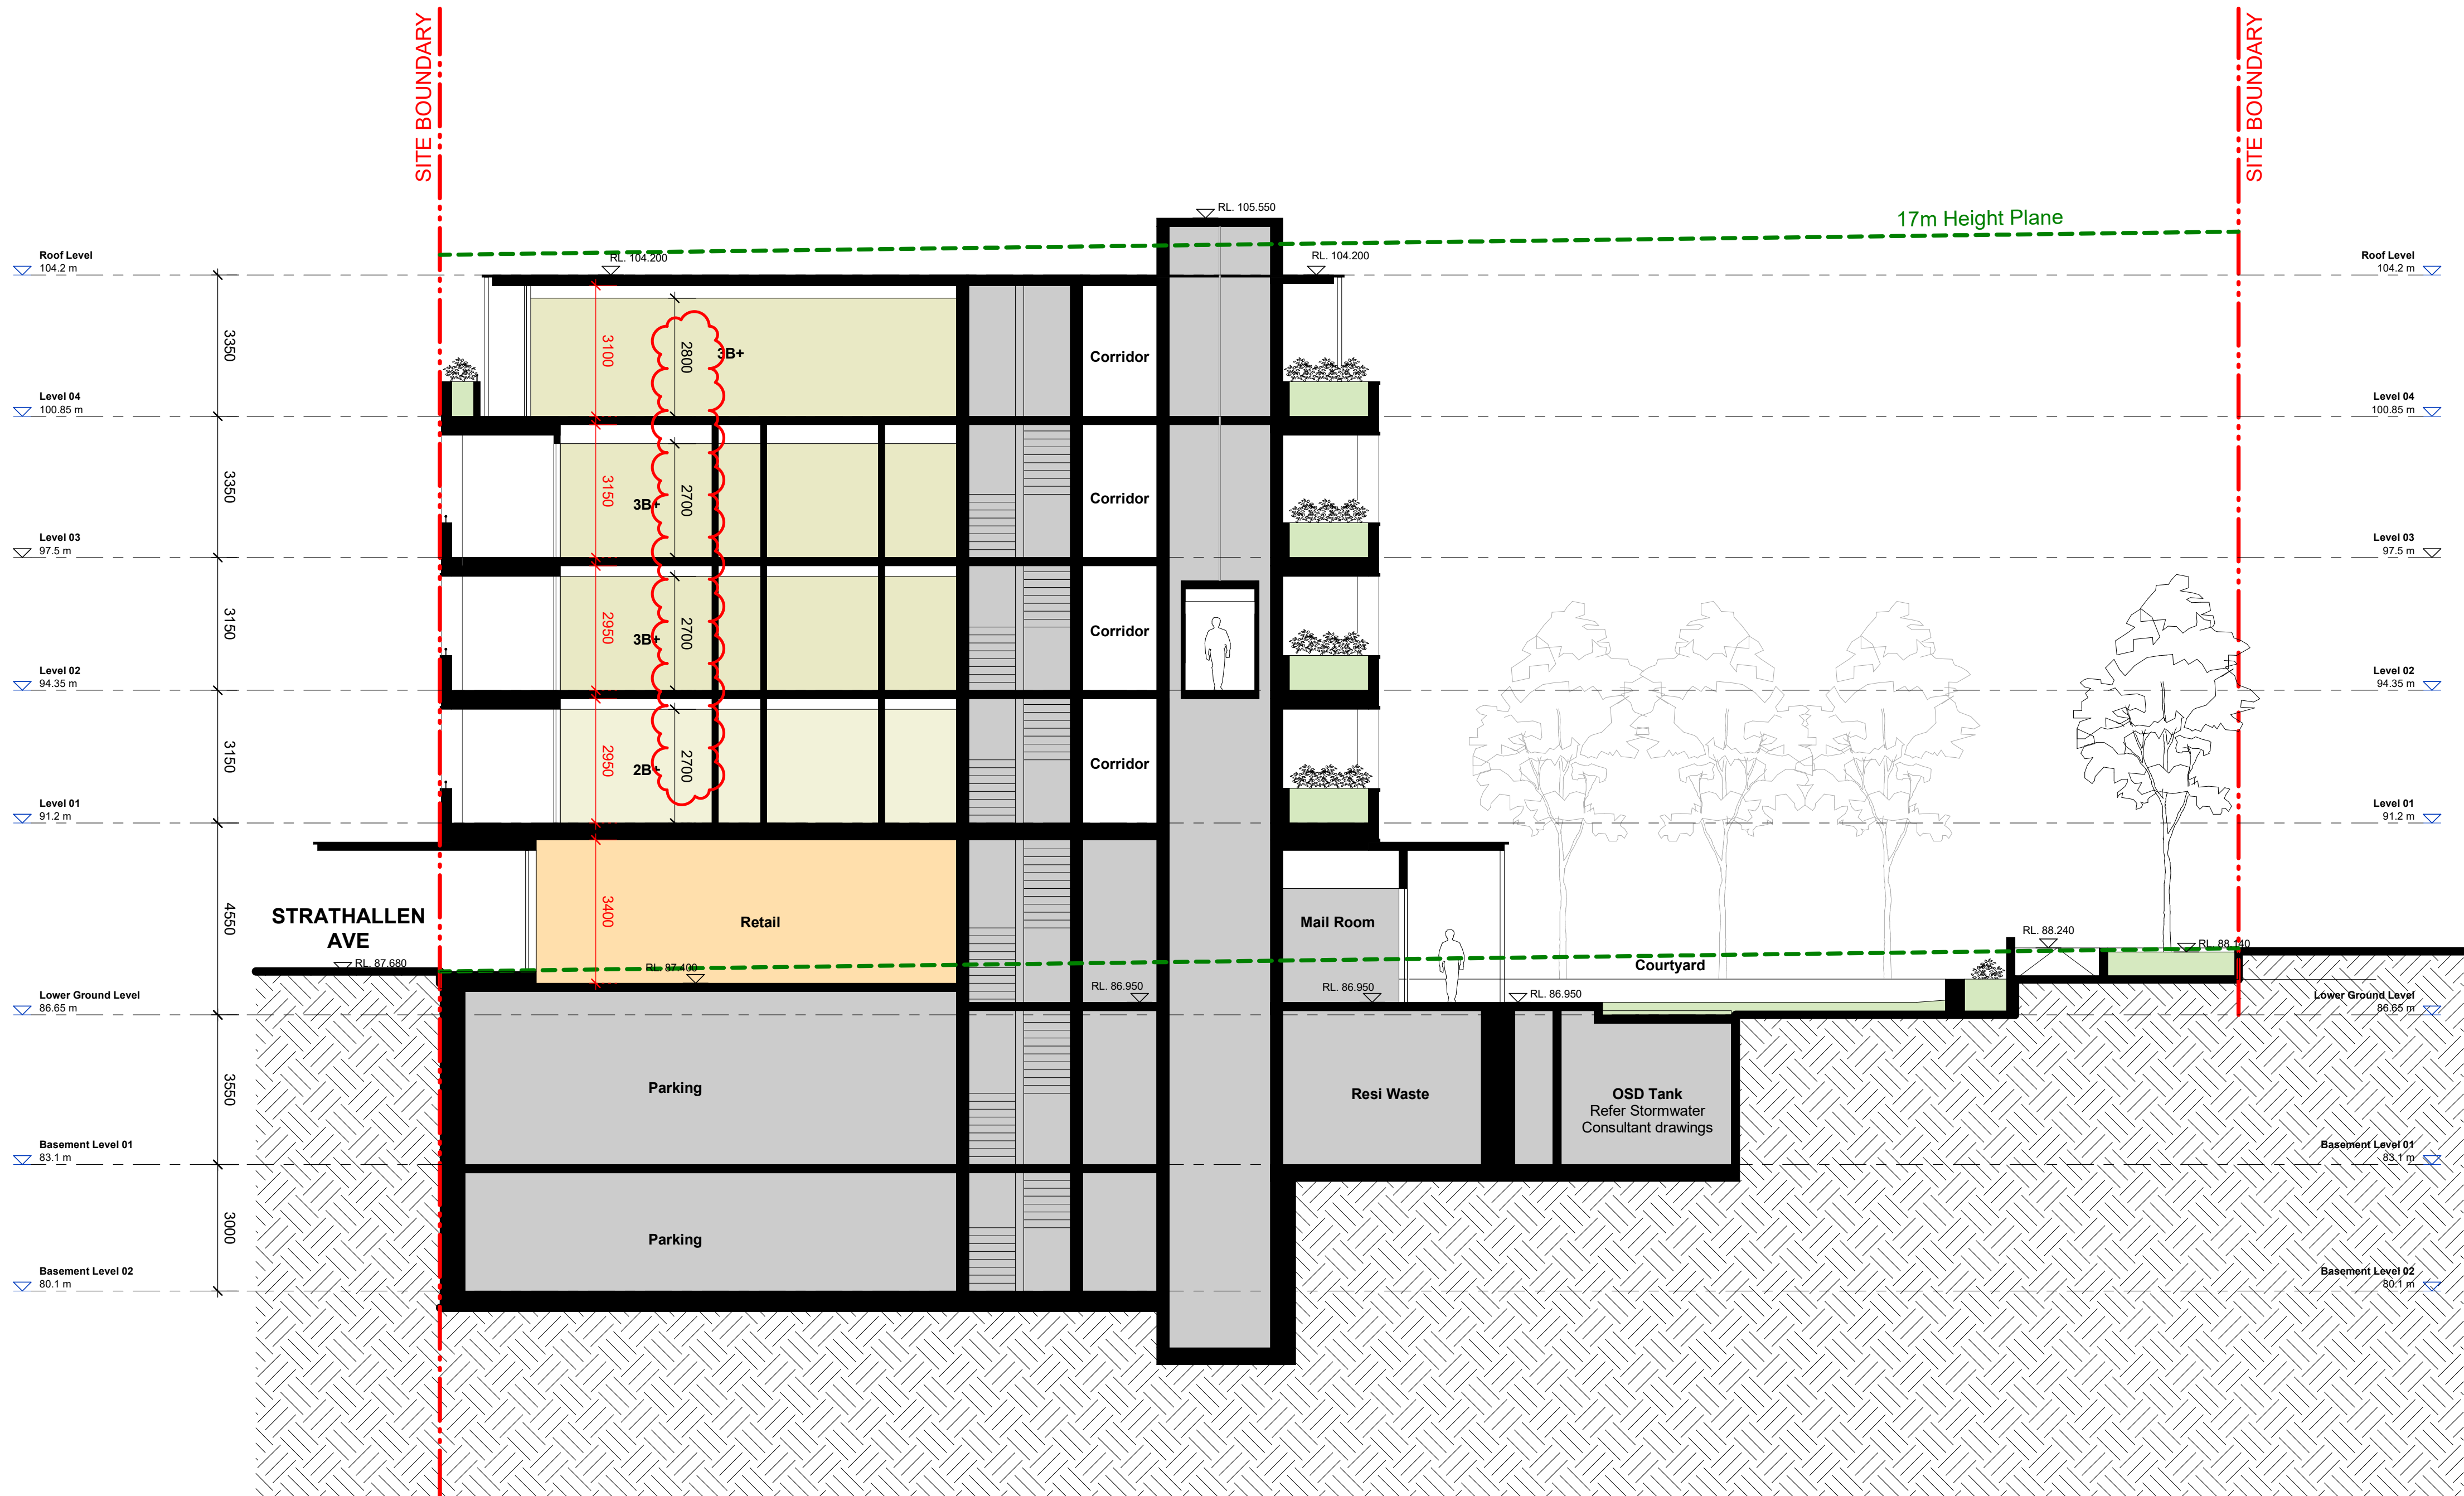 SITE BOUNDARY
SITE BOUNDARY
RL. 105.550
17m Height Plane
Roof Level
104.2 m
RL. 104.200
RL. 104.200
Roof Level
104.2 m
3350
3100
2800
3B+
Corridor
Level 04
100.85 m
Level 04
100.85 m
3350
3150
2700
3B+
Corridor
Level 03
97.5 m
Level 03
97.5 m
3150
2950
2700
3B+
Corridor
Level 02
94.35 m
Level 02
94.35 m
3150
2950
2700
2B+
Corridor
Level 01
91.2 m
Level 01
91.2 m
4550
STRATHALLEN
AVE
3400
Retail
Mail Room
RL. 88.240
RL. 88.140
RL. 87.680
RL. 87.400
Courtyard
RL. 86.950
RL. 86.950
RL. 86.950
Lower Ground Level
86.65 m
Lower Ground Level
86.65 m
3550
Parking
Resi Waste
OSD Tank
Refer Stormwater
Consultant drawings
Basement Level 01
83.1 m
Basement Level 01
83.1 m
3000
Parking
Basement Level 02
80.1 m
Basement Level 02
80.1 m